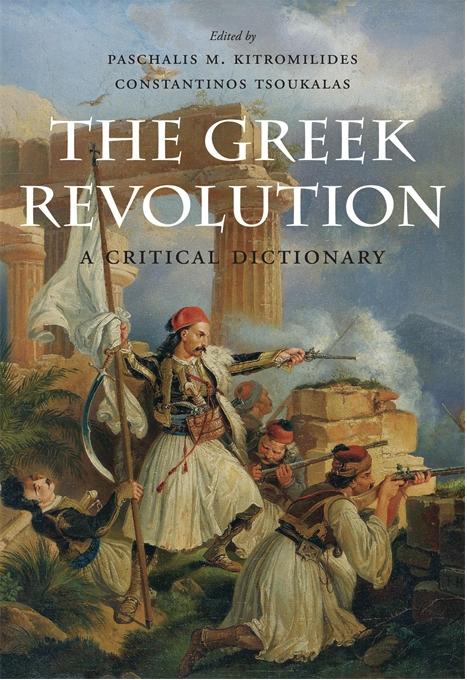 Edited by
PASCHALIS M. KITROMILIDES
CONSTANTINOS TSOUKALAS
THE GREEK
REVOLUTION
A CRITICAL DICTIONARY